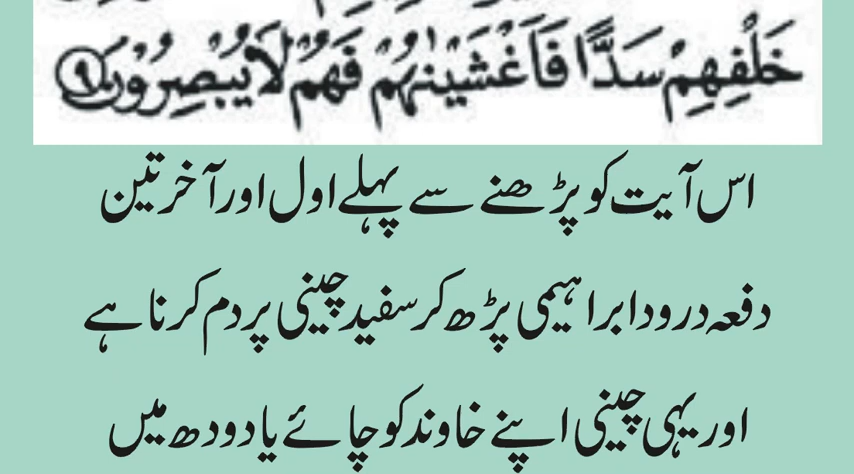 خَلْفِهِمْ سَدًّا فَاَغْشَيْنٰهُمْ فَهُمْ لَا يُبْصِرُوْنَ ۹
اس آیت کو پڑھنے سے پہلے اول اور آخر تین
دفعہ درود ابراہیمی پڑھ کر سفید چینی پر دم کرنا ہے
اور یہی چینی اپنے خاوند کو چائے یا دودھ میں